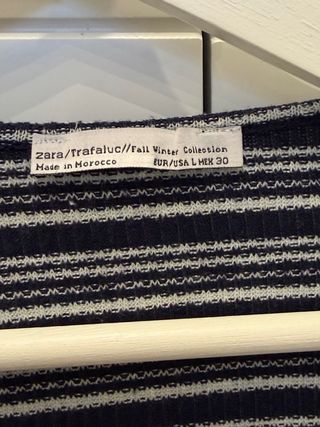 Zara/Trafaluc//Fall Winter Collection
Made in Morocco EUR/USA L MEX 30